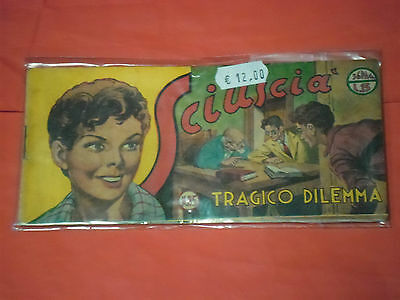 € 12,00
Sciuscià
TRAGICO DILEMMA